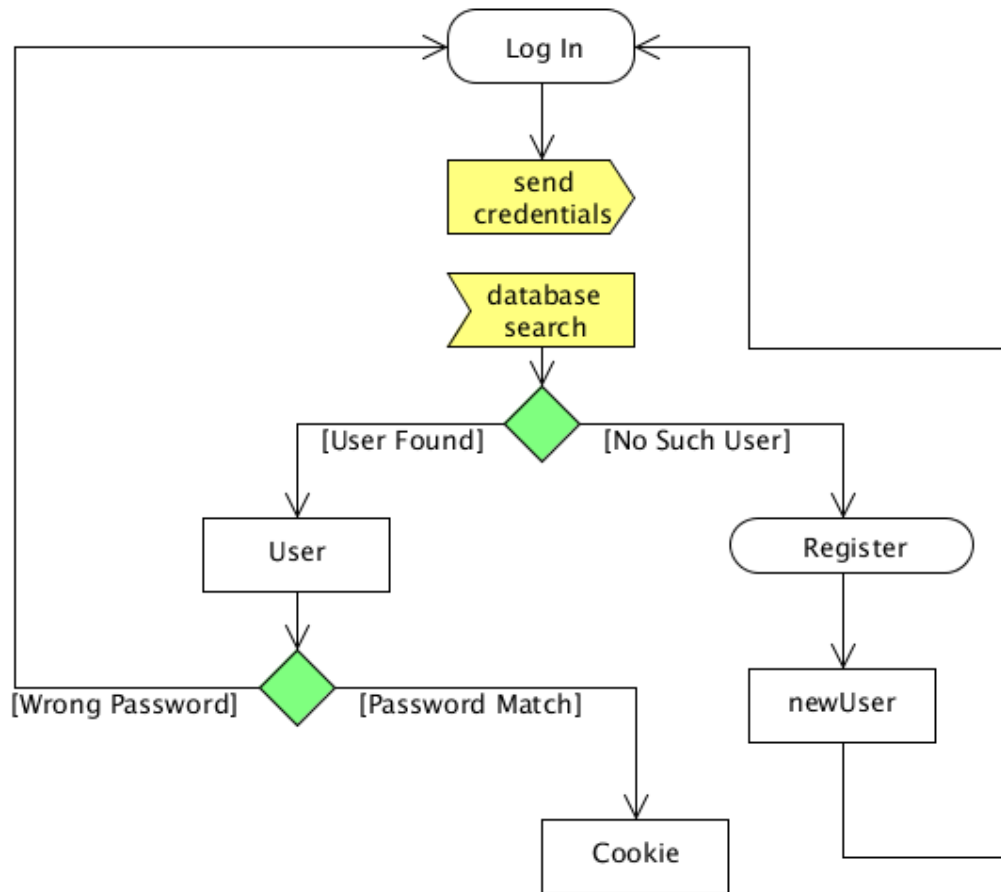 Log In
send
credentials
database
search
[User Found]
[No Such User]
User
Register
[Wrong Password]
[Password Match]
newUser
Cookie